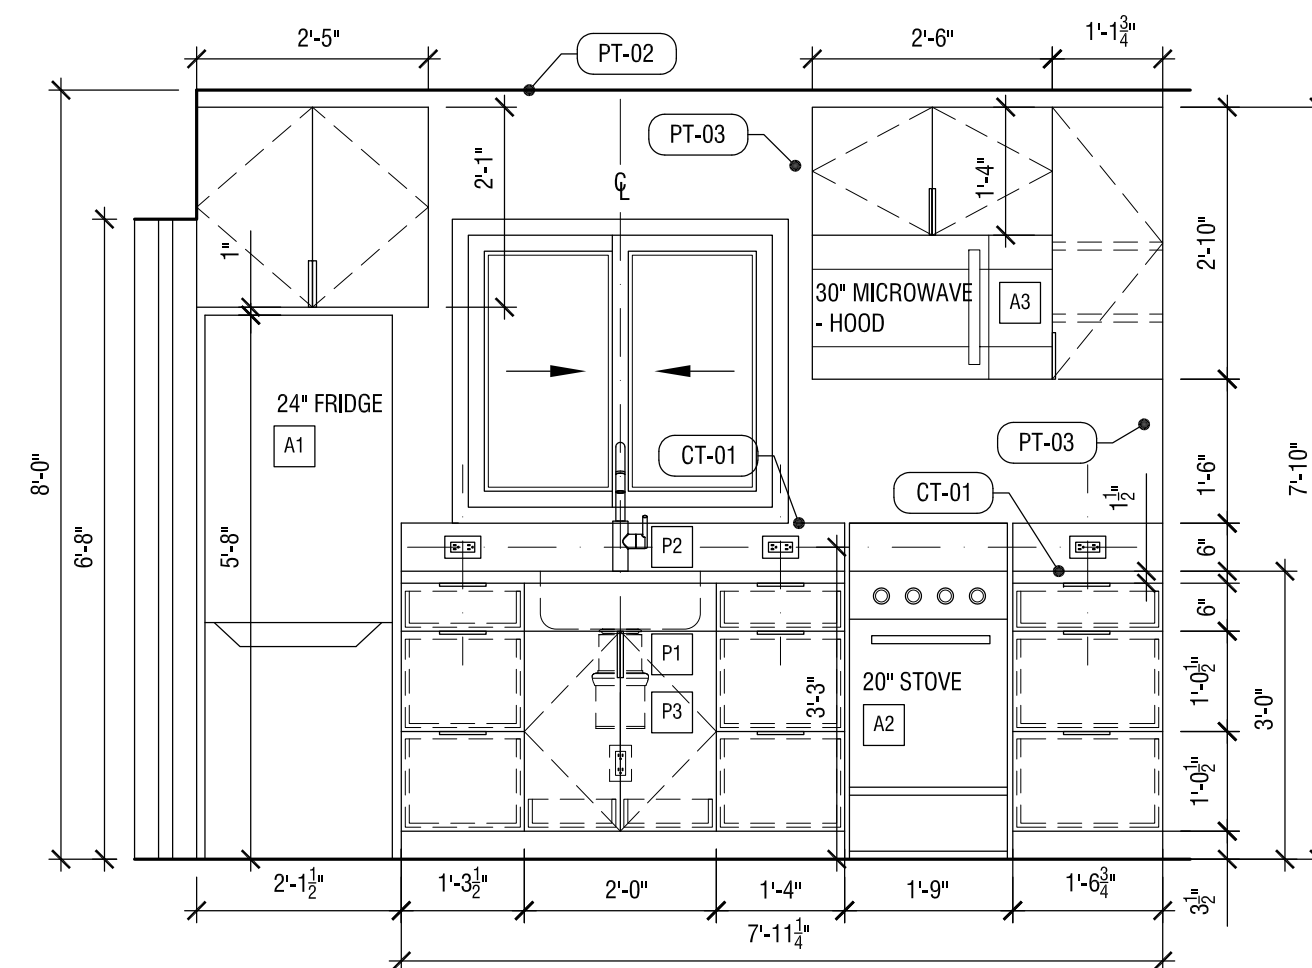 2'-5"
PT-02
2'-6"
1'-1¾"
PT-03
2'-1"
1'-4"
℄
1"
2'-10"
30" MICROWAVE
- HOOD
A3
24" FRIDGE
A1
PT-03
CT-01
CT-01
8'-0"
6'-8"
5'-8"
1½"
1'-6"
7'-10"
P2
6"
6"
P1
P3
3'-3"
20" STOVE
A2
1'-0½"
1'-0½"
3'-0"
3½"
2'-1½"
1'-3½"
2'-0"
1'-4"
1'-9"
1'-6¾"
7'-11¼"